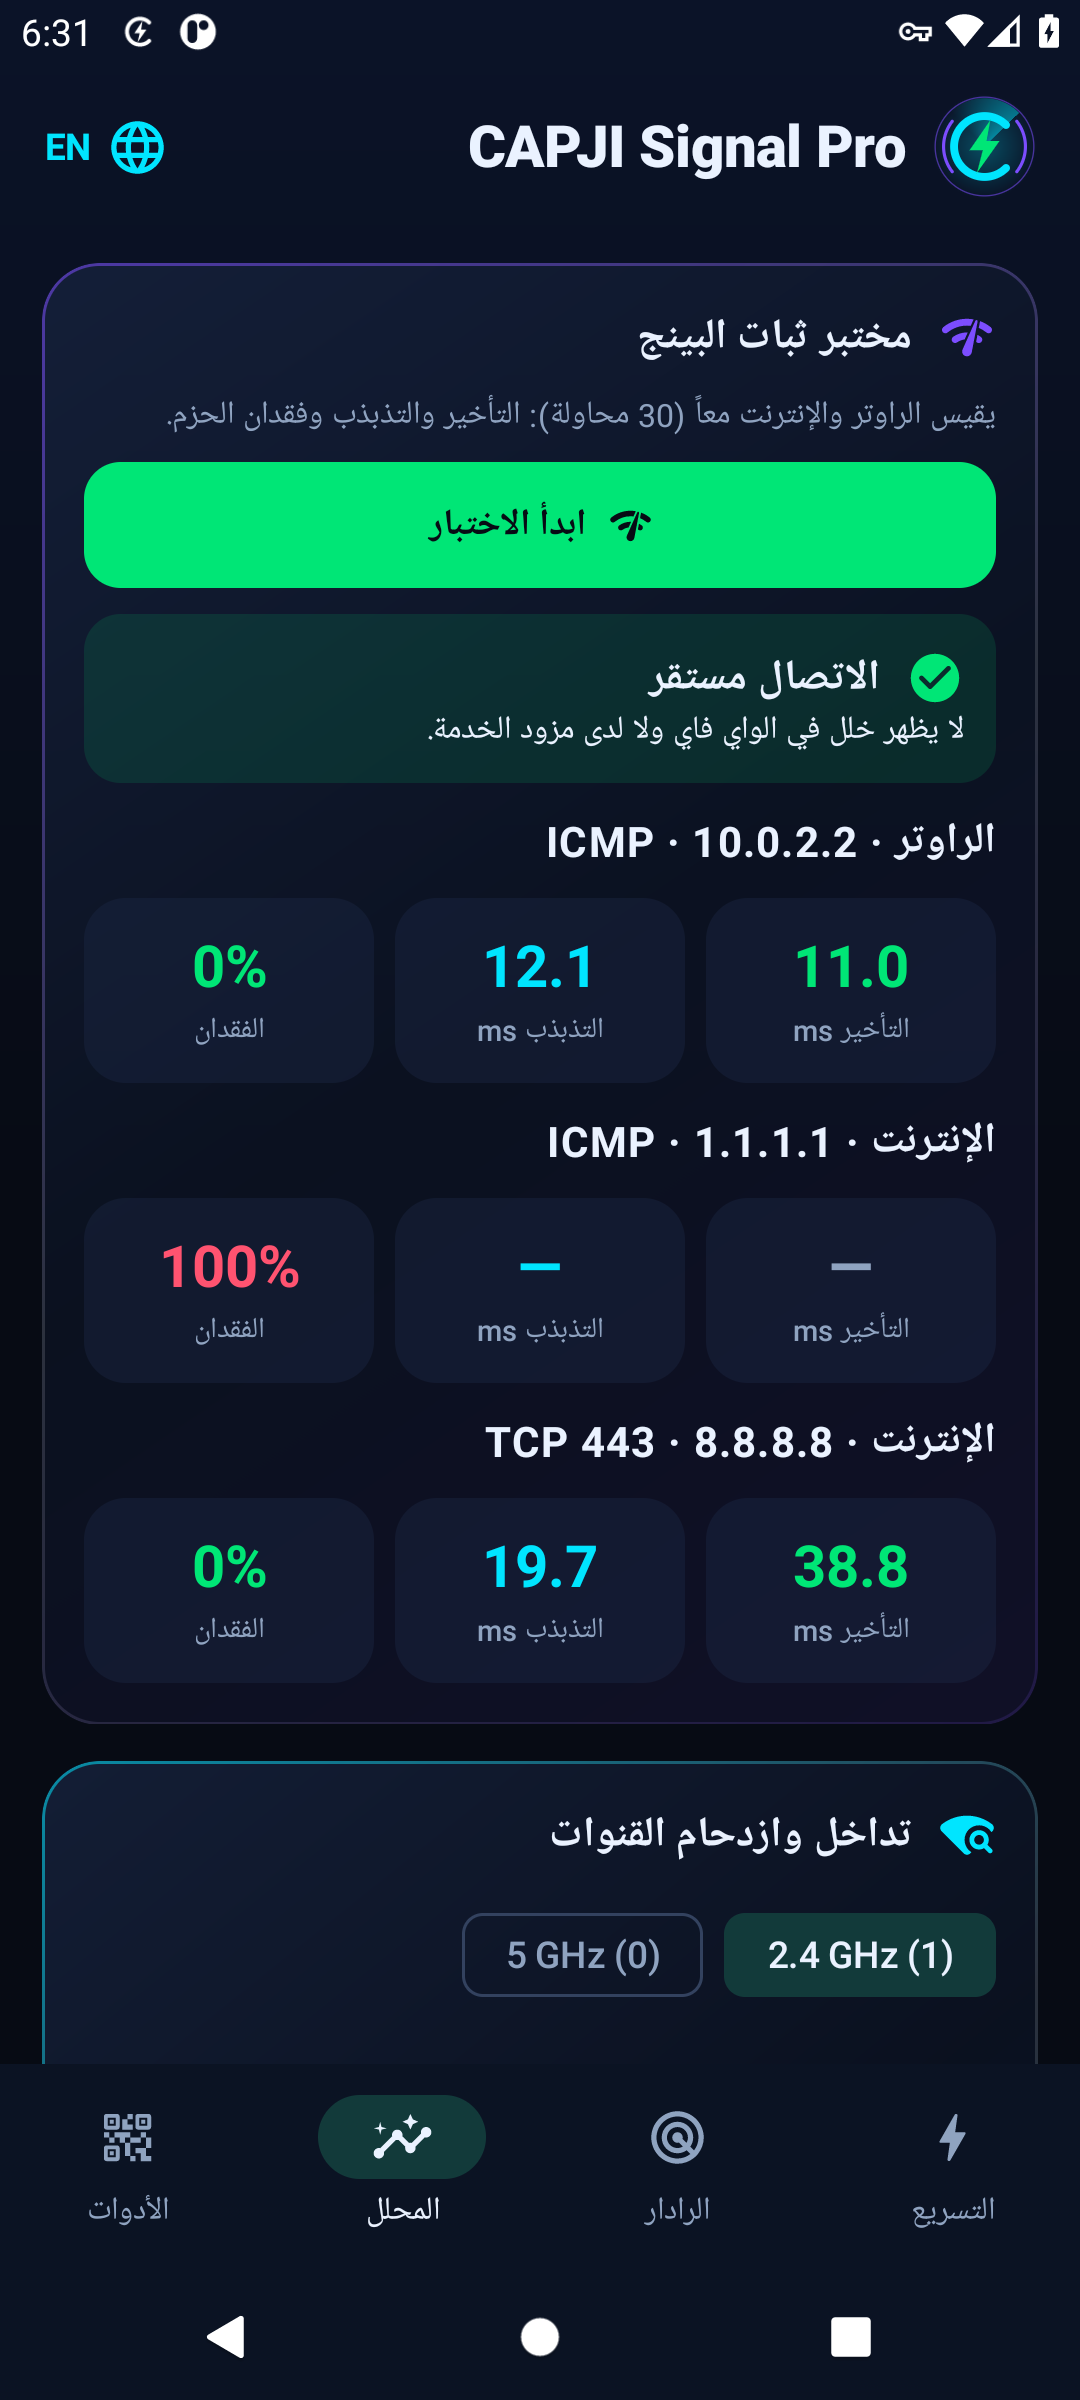 6:31
CAPJI Signal Pro
EN
مختبر ثبات البينج
يقيس الراوتر والإنترنت معاً (30 محاولة): التأخير والتذبذب وفقدان الحزم.
ابدأ الاختبار
الاتصال مستقر
لا يظهر خلل في الواي فاي ولا لدى مزود الخدمة.
الراوتر · 10.0.2.2 · ICMP
11.0
التأخير ms
12.1
التذبذب ms
0%
الفقدان
الإنترنت · 1.1.1.1 · ICMP
—
التأخير ms
—
التذبذب ms
100%
الفقدان
الإنترنت · 8.8.8.8 · TCP 443
38.8
التأخير ms
19.7
التذبذب ms
0%
الفقدان
تداخل وازدحام القنوات
2.4 GHz (1)
5 GHz (0)
التسريع
الرادار
المحلل
الأدوات